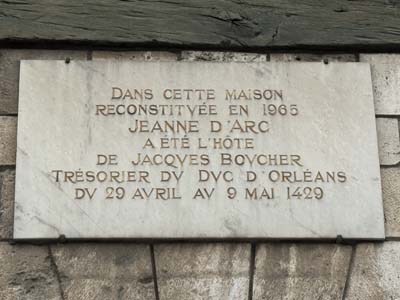 DANS CETTE MAISON
RECONSTITVÉE EN 1965
JEANNE D'ARC
A ÉTÉ L'HÔTE
DE JACQVES BOVCHER
TRÉSORIER DV DVC D'ORLÉANS
DV 29 AVRIL AV 9 MAI 1429